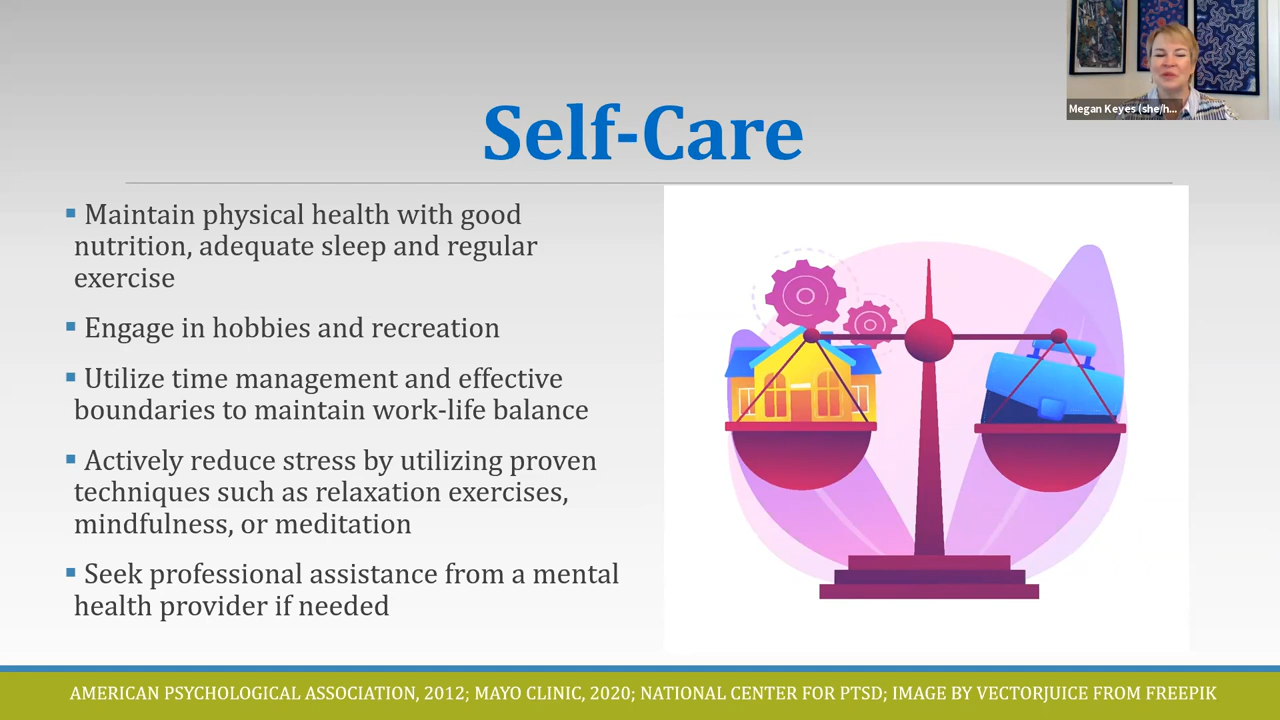 Megan Keyes (she/h...
Self-Care
▪ Maintain physical health with good
nutrition, adequate sleep and regular
exercise
▪ Engage in hobbies and recreation
▪ Utilize time management and effective
boundaries to maintain work-life balance
▪ Actively reduce stress by utilizing proven
techniques such as relaxation exercises,
mindfulness, or meditation
▪ Seek professional assistance from a mental
health provider if needed
AMERICAN PSYCHOLOGICAL ASSOCIATION, 2012; MAYO CLINIC, 2020; NATIONAL CENTER FOR PTSD; IMAGE BY VECTORJUICE FROM FREEPIK